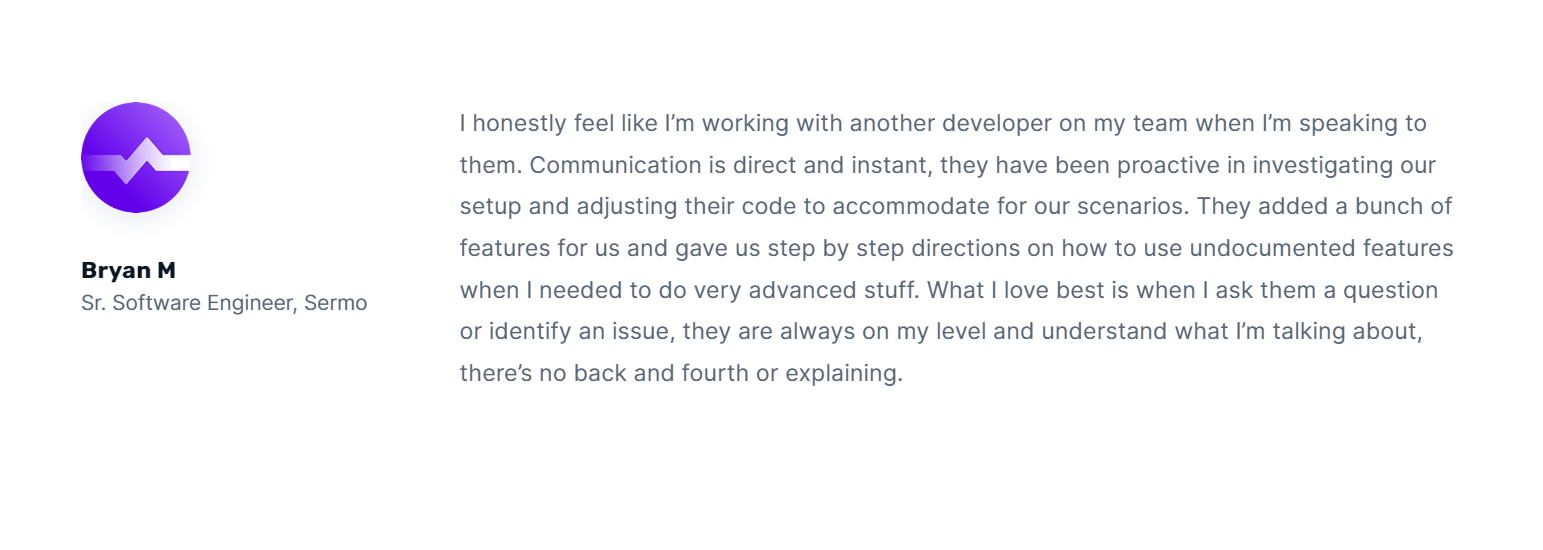 Bryan M
Sr. Software Engineer, Sermo
I honestly feel like I’m working with another developer on my team when I’m speaking to
them. Communication is direct and instant, they have been proactive in investigating our
setup and adjusting their code to accommodate for our scenarios. They added a bunch of
features for us and gave us step by step directions on how to use undocumented features
when I needed to do very advanced stuff. What I love best is when I ask them a question
or identify an issue, they are always on my level and understand what I’m talking about,
there’s no back and fourth or explaining.